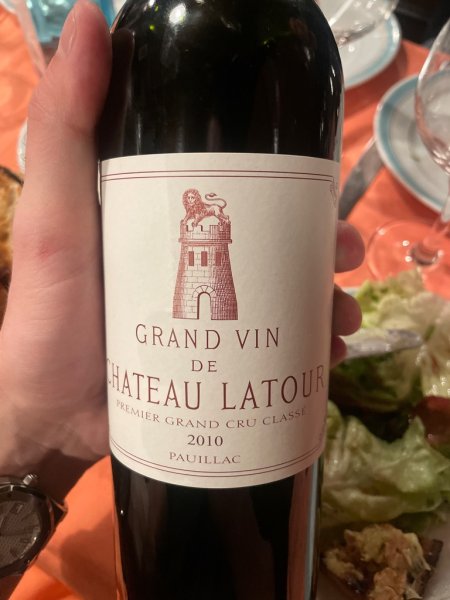 GRAND VIN
DE
CHATEAU LATOUR
PREMIER GRAND CRU CLASSÉ
2010
PAUILLAC